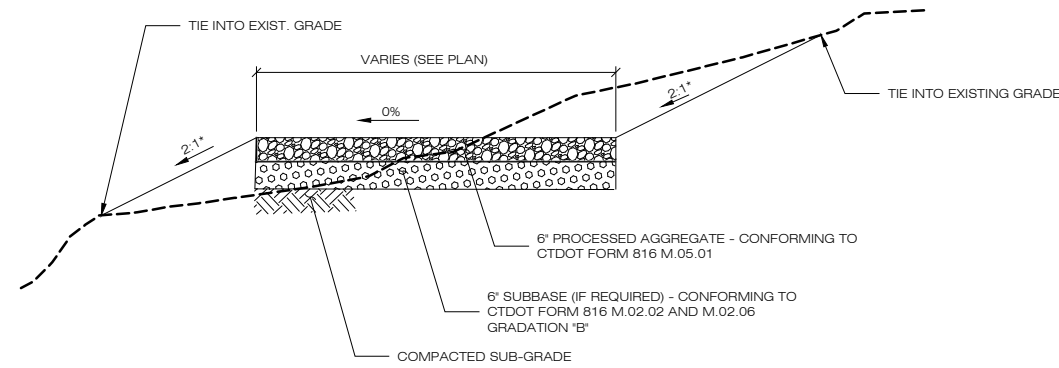 TIE INTO EXIST. GRADE
VARIES (SEE PLAN)
0%
2:1*
TIE INTO EXISTING GRADE
2:1*
6" PROCESSED AGGREGATE - CONFORMING TO
CTDOT FORM 816 M.05.01
6" SUBBASE (IF REQUIRED) - CONFORMING TO
CTDOT FORM 816 M.02.02 AND M.02.06
GRADATION "B"
COMPACTED SUB-GRADE